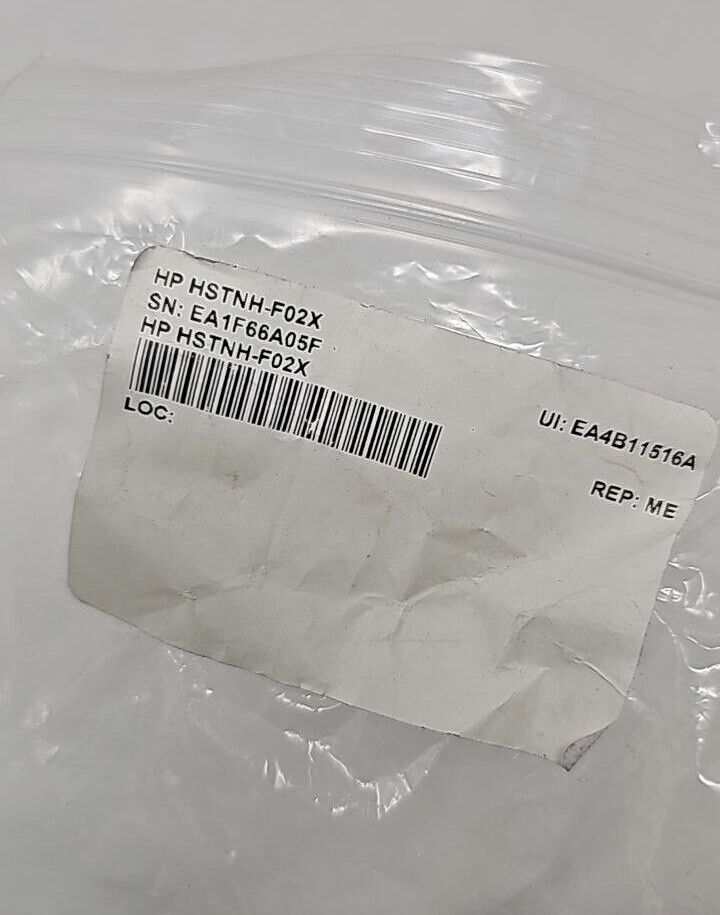 HP HSTNH-F02X
SN: EA1F66A05F
HP HSTNH-F02X
LOC:
UI: EA4B11516A
REP: ME